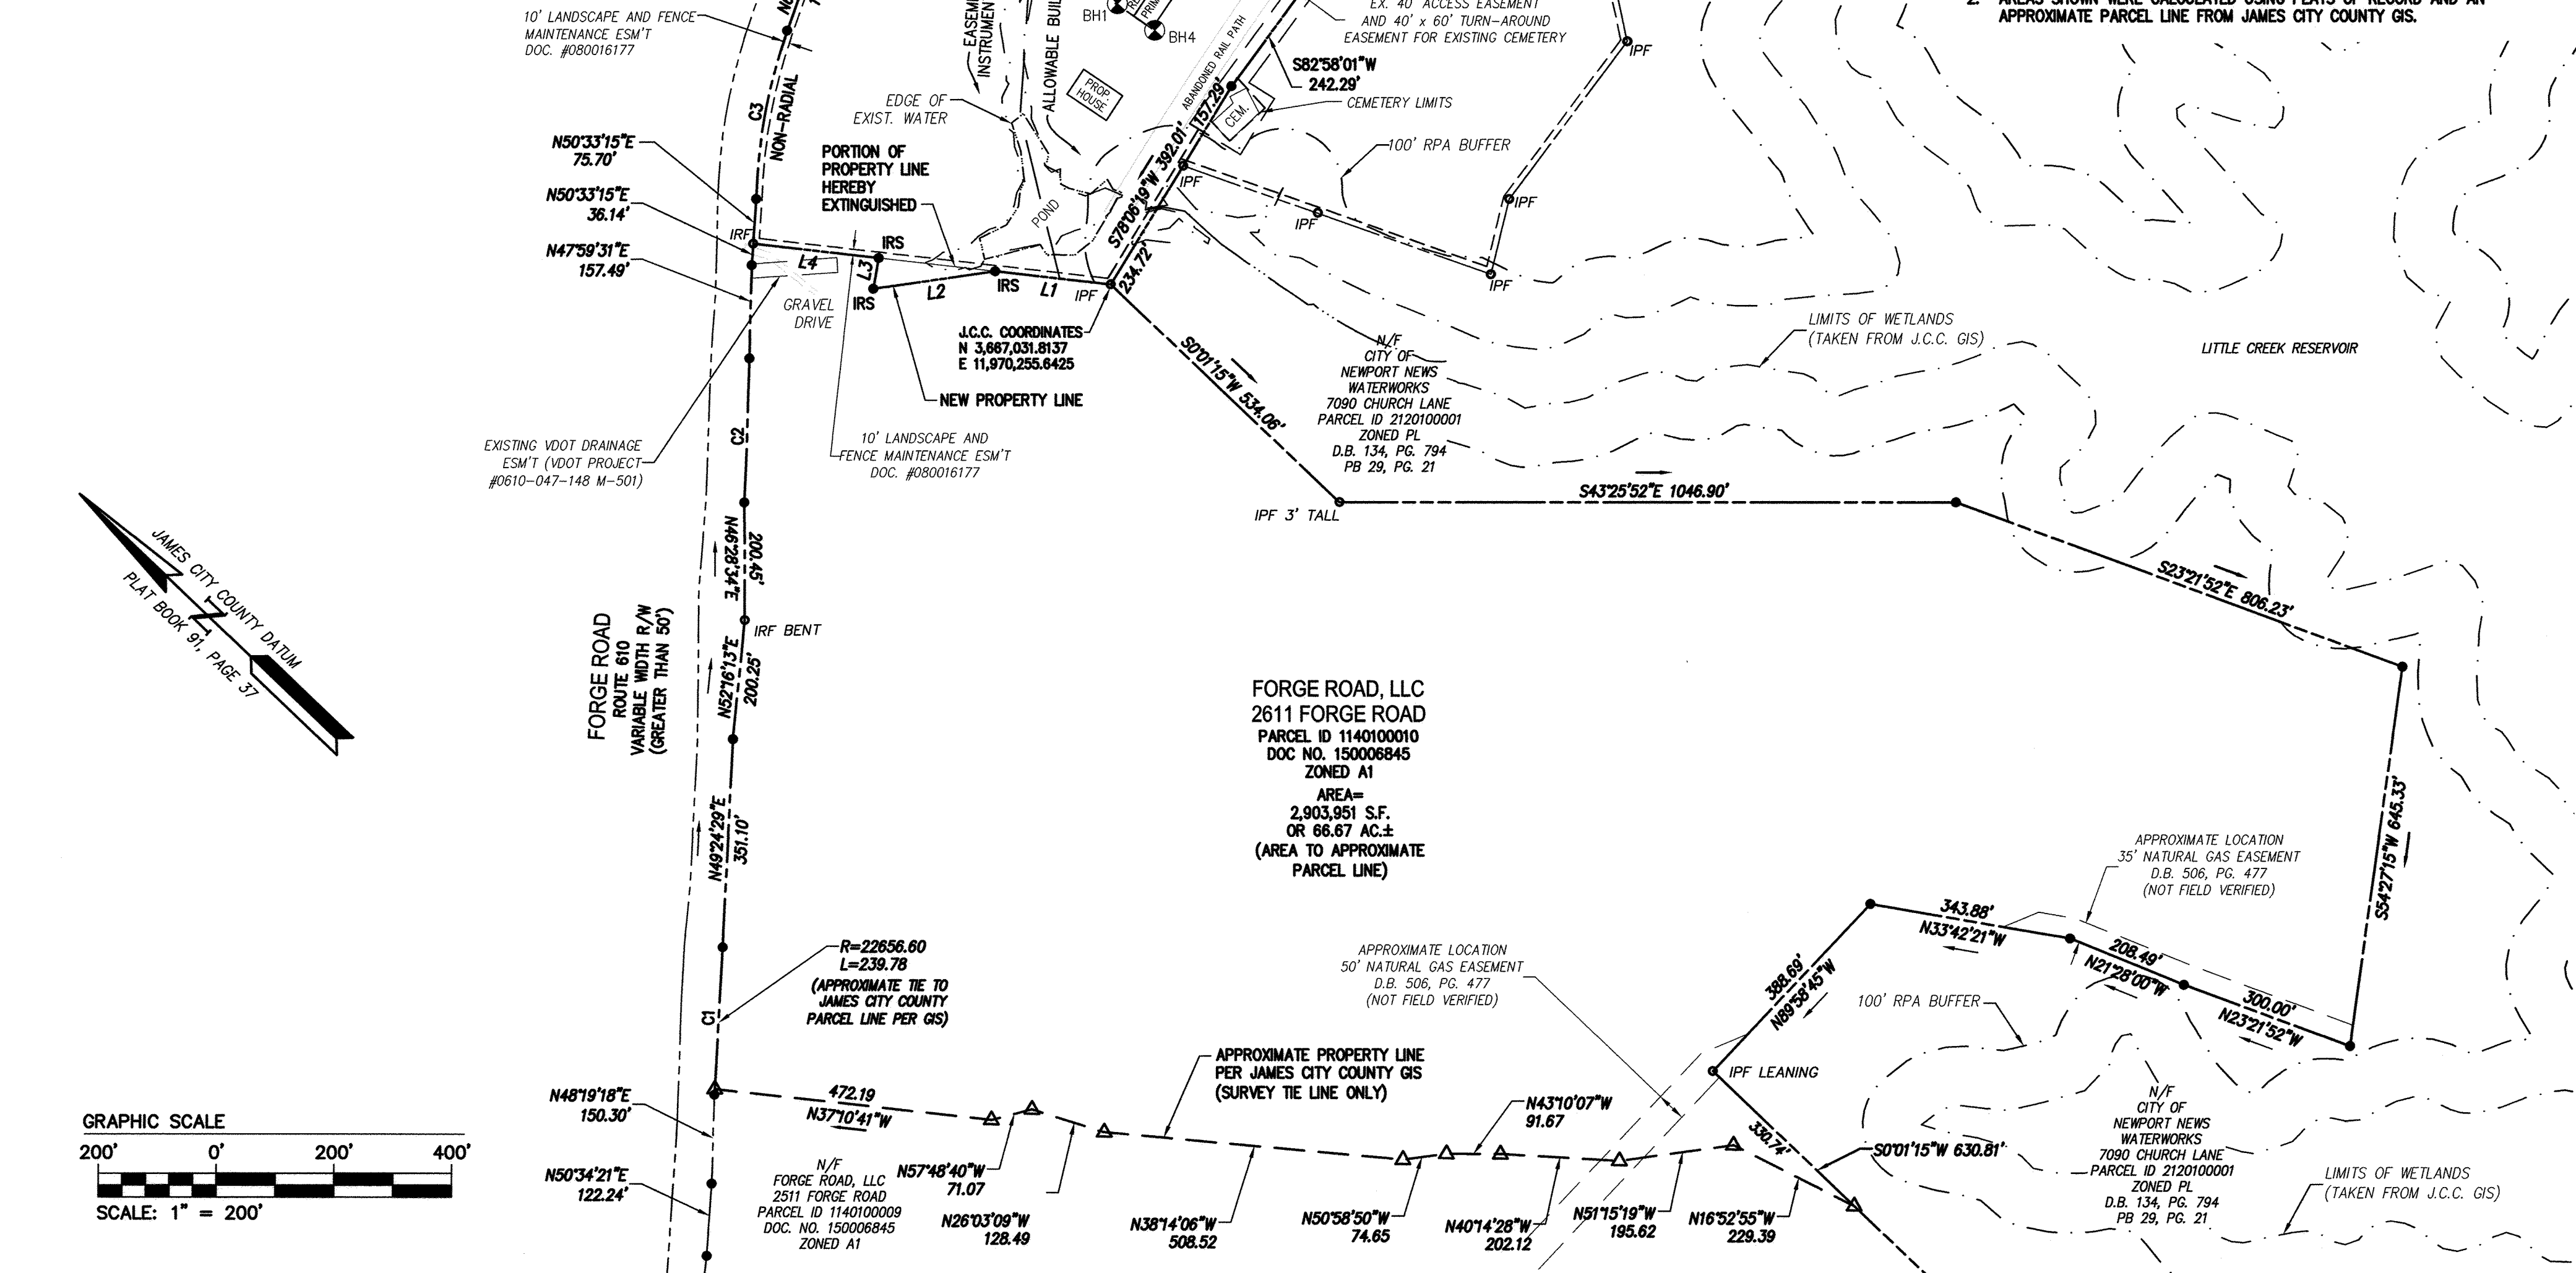 10' LANDSCAPE AND FENCE
MAINTENANCE ESM'T
DOC. #080016177
C3
NON-RADIAL
BH1
BH4
ALLOWABLE
PROP.
HOUSE
ABANDONED RAIL PATH
EX. 40' ACCESS EASEMENT
AND 40' x 60' TURN-AROUND
EASEMENT FOR EXISTING CEMETERY
2. AREAS SHOWN WERE CALCULATED USING PLATS OF RECORD AND AN
APPROXIMATE PARCEL LINE FROM JAMES CITY COUNTY GIS.
IPF
S82°58'01"W
242.29'
CEMETERY LIMITS
CEM.
157.29'
S78°06'19"W 392.01'
234.72'
100' RPA BUFFER
IPF
IPF
IPF
IPF
EDGE OF
EXIST. WATER
POND
PORTION OF
PROPERTY LINE
HEREBY
EXTINGUISHED
N50°33'15"E
75.70'
N50°33'15"E
36.14'
N47°59'31"E
157.49'
IRF
L4
IRS
L3
IRS
L2
IRS
L1
IPF
GRAVEL
DRIVE
J.C.C. COORDINATES
N 3,667,031.8137
E 11,970,255.6425
NEW PROPERTY LINE
10' LANDSCAPE AND
FENCE MAINTENANCE ESM'T
DOC. #080016177
EXISTING VDOT DRAINAGE
ESM'T (VDOT PROJECT
#0610-047-148 M-501)
C2
S0°01'15"W 534.06'
N/F
CITY OF
NEWPORT NEWS
WATERWORKS
7090 CHURCH LANE
PARCEL ID 2120100001
ZONED PL
D.B. 134, PG. 794
PB 29, PG. 21
LIMITS OF WETLANDS
(TAKEN FROM J.C.C. GIS)
LITTLE CREEK RESERVOIR
IPF 3' TALL
S43°25'52"E 1046.90'
S23°21'52"E 806.23'
S54°27'15"W 645.33'
JAMES CITY COUNTY DATUM
N
PLAT BOOK 91, PAGE 37
FORGE ROAD
ROUTE 610
VARIABLE WIDTH R/W
(GREATER THAN 50')
200.45'
N46°28'34"E
IRF BENT
N52°16'13"E
200.25'
N49°24'29"E
351.10'
FORGE ROAD, LLC
2611 FORGE ROAD
PARCEL ID 1140100010
DOC NO. 150006845
ZONED A1
AREA=
2,903,951 S.F.
OR 66.67 AC.±
(AREA TO APPROXIMATE
PARCEL LINE)
R=22656.60
L=239.78
(APPROXIMATE TIE TO
JAMES CITY COUNTY
PARCEL LINE PER GIS)
C1
APPROXIMATE LOCATION
35' NATURAL GAS EASEMENT
D.B. 506, PG. 477
(NOT FIELD VERIFIED)
343.88'
N33°42'21"W
208.49'
N21°28'00"W
300.00'
N23°21'52"W
388.69'
N89°58'45"W
APPROXIMATE LOCATION
50' NATURAL GAS EASEMENT
D.B. 506, PG. 477
(NOT FIELD VERIFIED)
100' RPA BUFFER
IPF LEANING
330.74'
S0°01'15"W 630.81'
APPROXIMATE PROPERTY LINE
PER JAMES CITY COUNTY GIS
(SURVEY TIE LINE ONLY)
472.19
N37°10'41"W
N57°48'40"W
71.07
N26°03'09"W
128.49
N38°14'06"W
508.52
N50°58'50"W
74.65
N43°10'07"W
91.67
N40°14'28"W
202.12
N51°15'19"W
195.62
N16°52'55"W
229.39
N48°19'18"E
150.30'
N50°34'21"E
122.24'
N/F
FORGE ROAD, LLC
2511 FORGE ROAD
PARCEL ID 1140100009
DOC. NO. 150006845
ZONED A1
N/F
CITY OF
NEWPORT NEWS
WATERWORKS
7090 CHURCH LANE
PARCEL ID 2120100001
ZONED PL
D.B. 134, PG. 794
PB 29, PG. 21
LIMITS OF WETLANDS
(TAKEN FROM J.C.C. GIS)
GRAPHIC SCALE
200' 0' 200' 400'
SCALE: 1" = 200'